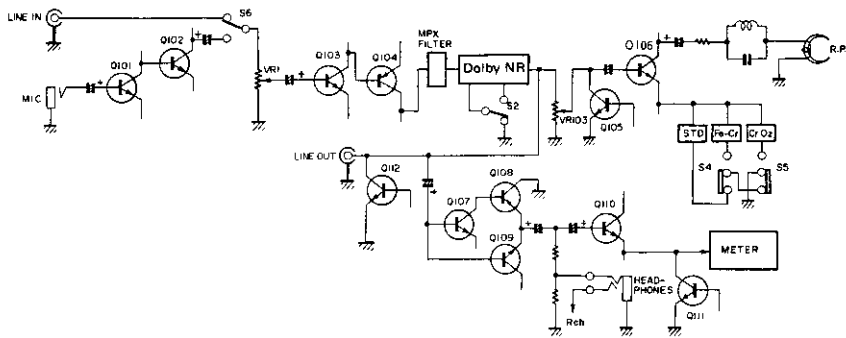 LINE IN
S6
Q101
Q102
MIC
VR1
Q103
Q104
MPX
FILTER
Dolby NR
S2
VR103
Q105
Q106
R.P.
STD
Fe-Cr
CrO2
S4
S5
LINE OUT
Q112
Q107
Q108
Q109
Q110
METER
HEAD-
PHONES
Rch
Q111